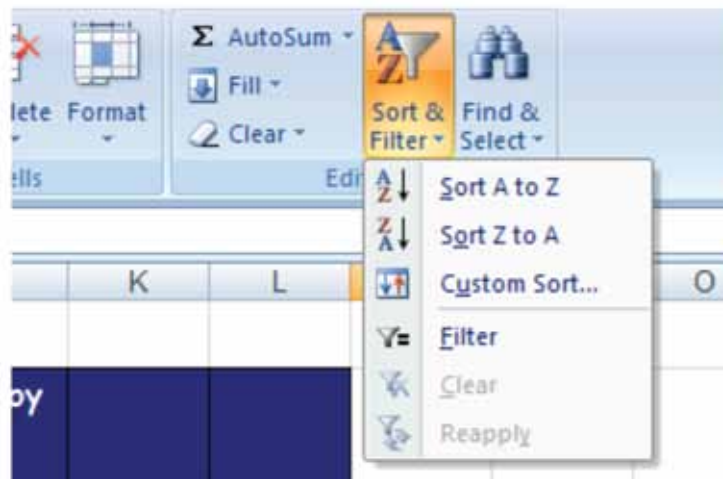 Σ AutoSum
Fill
Clear
lete Format
Sort & Filter
Find & Select
ells
Edi
Sort A to Z
Sort Z to A
Custom Sort...
Filter
Clear
Reapply
K L O
by